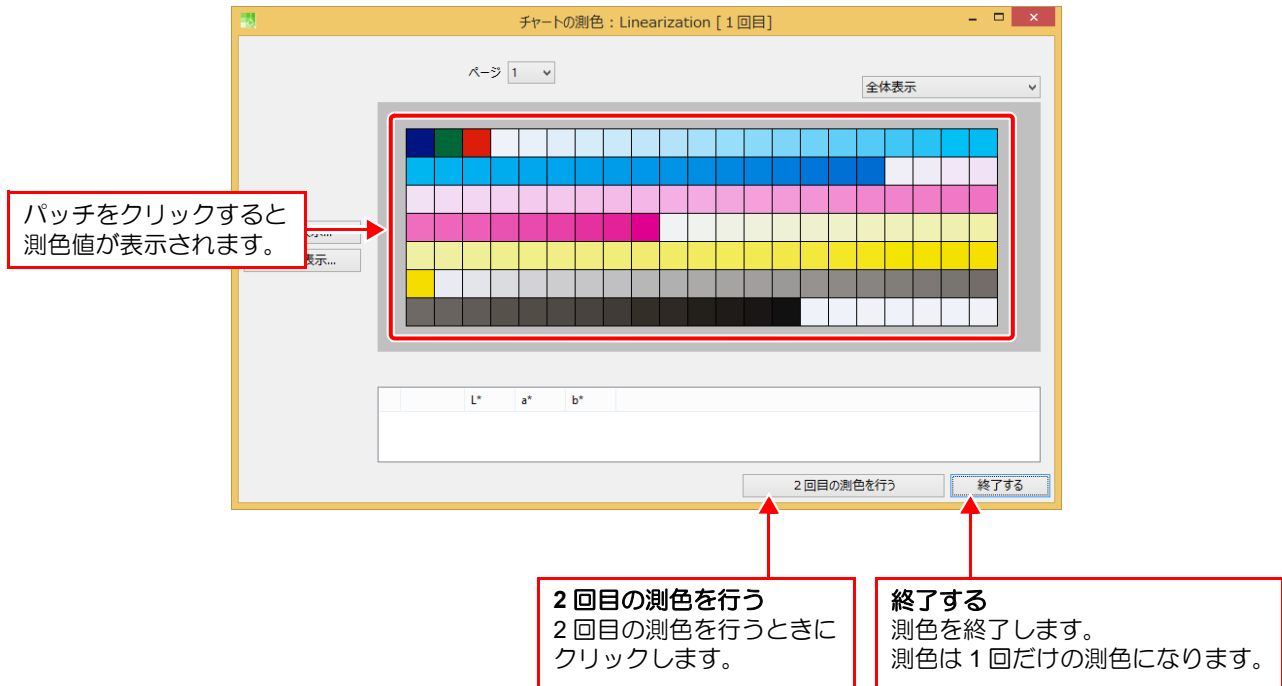 チャートの測色 : Linearization [ 1 回目]
ページ 1
全体表示
パッチをクリックすると
測色値が表示されます。
表示...
L* a* b*
2 回目の測色を行う 終了する
2 回目の測色を行う
2 回目の測色を行うときに
クリックします。
終了する
測色を終了します。
測色は 1 回だけの測色になります。